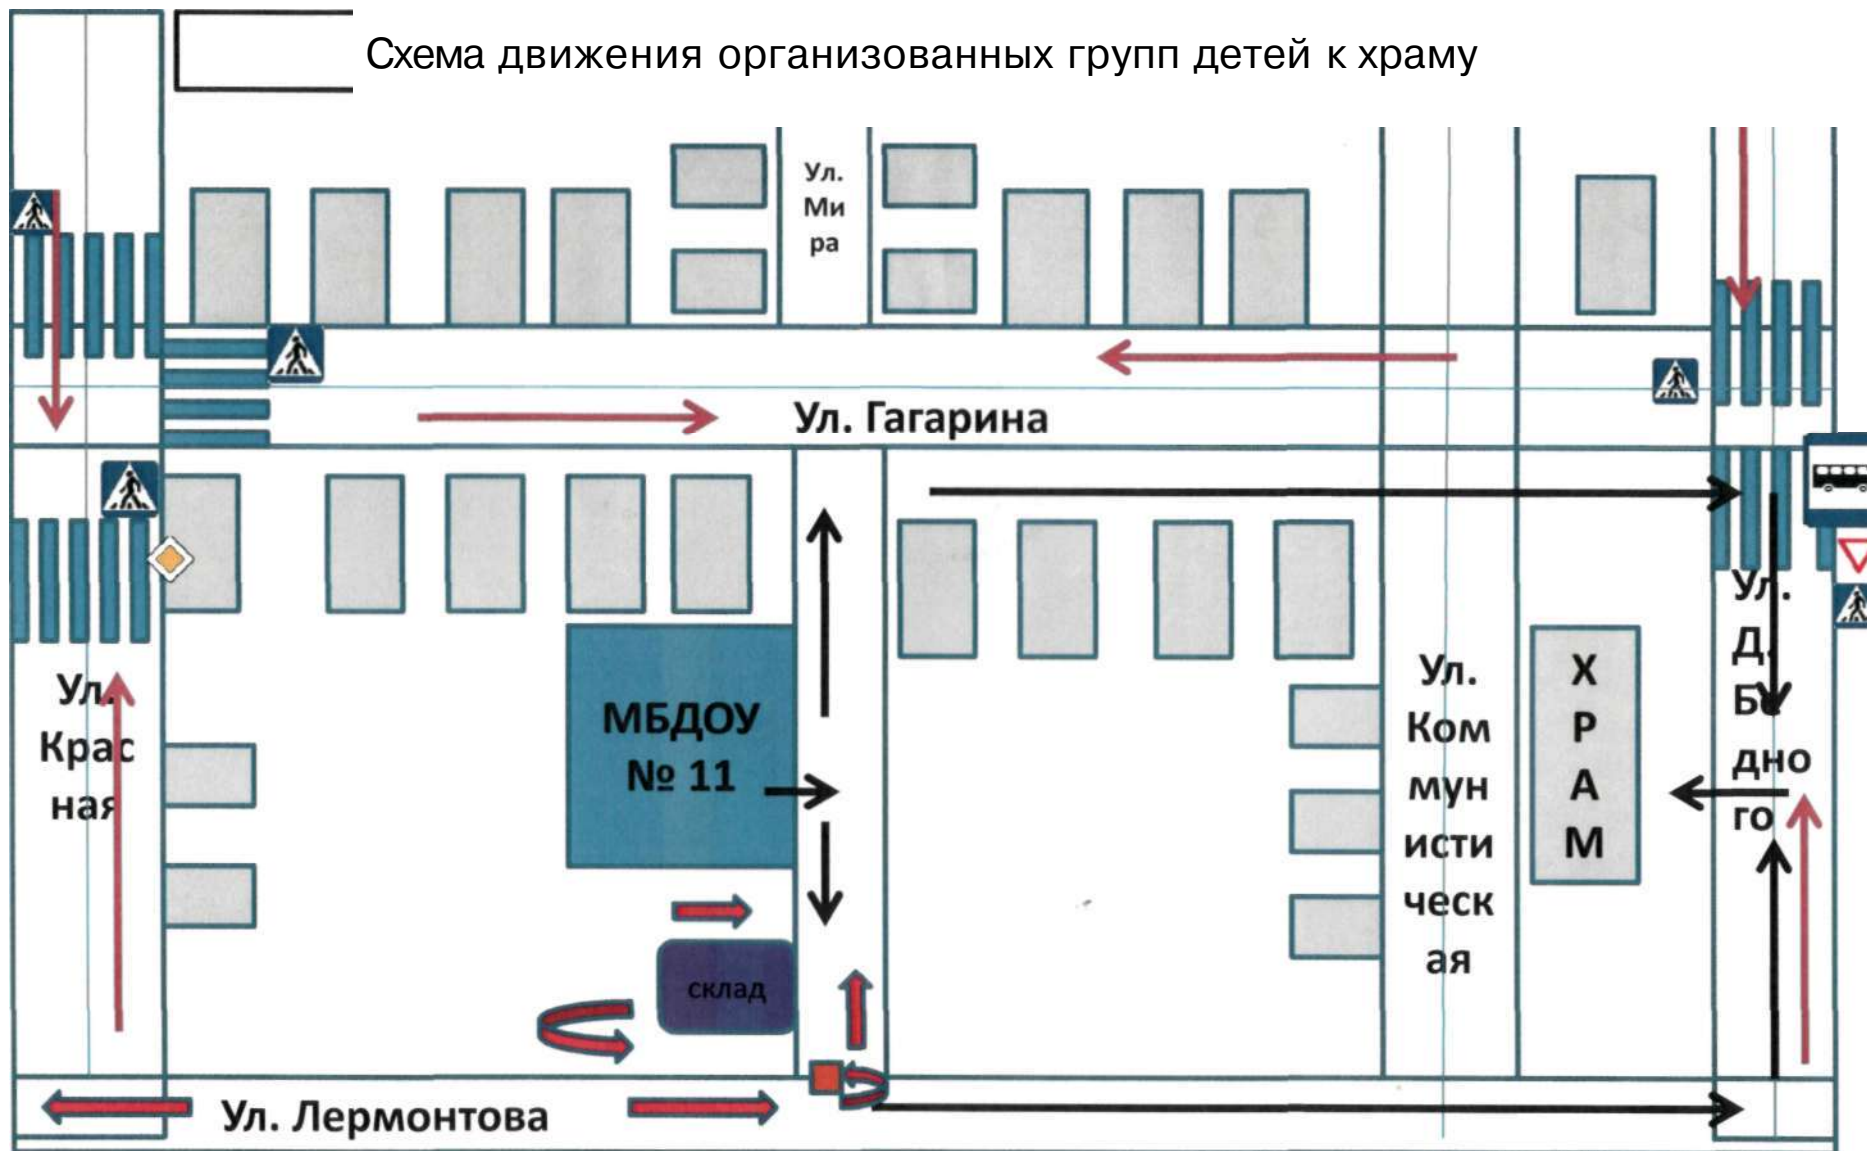 Схема движения организованных групп детей к храму
Ул.
Ми
ра
Ул. Гагарина
Ул.
Крас
ная
МБДОУ
№ 11
склад
Ул.
Ком
мун
исти
ческ
ая
Х
Р
А
М
Ул.
Д.
Бе
дно
го
Ул. Лермонтова